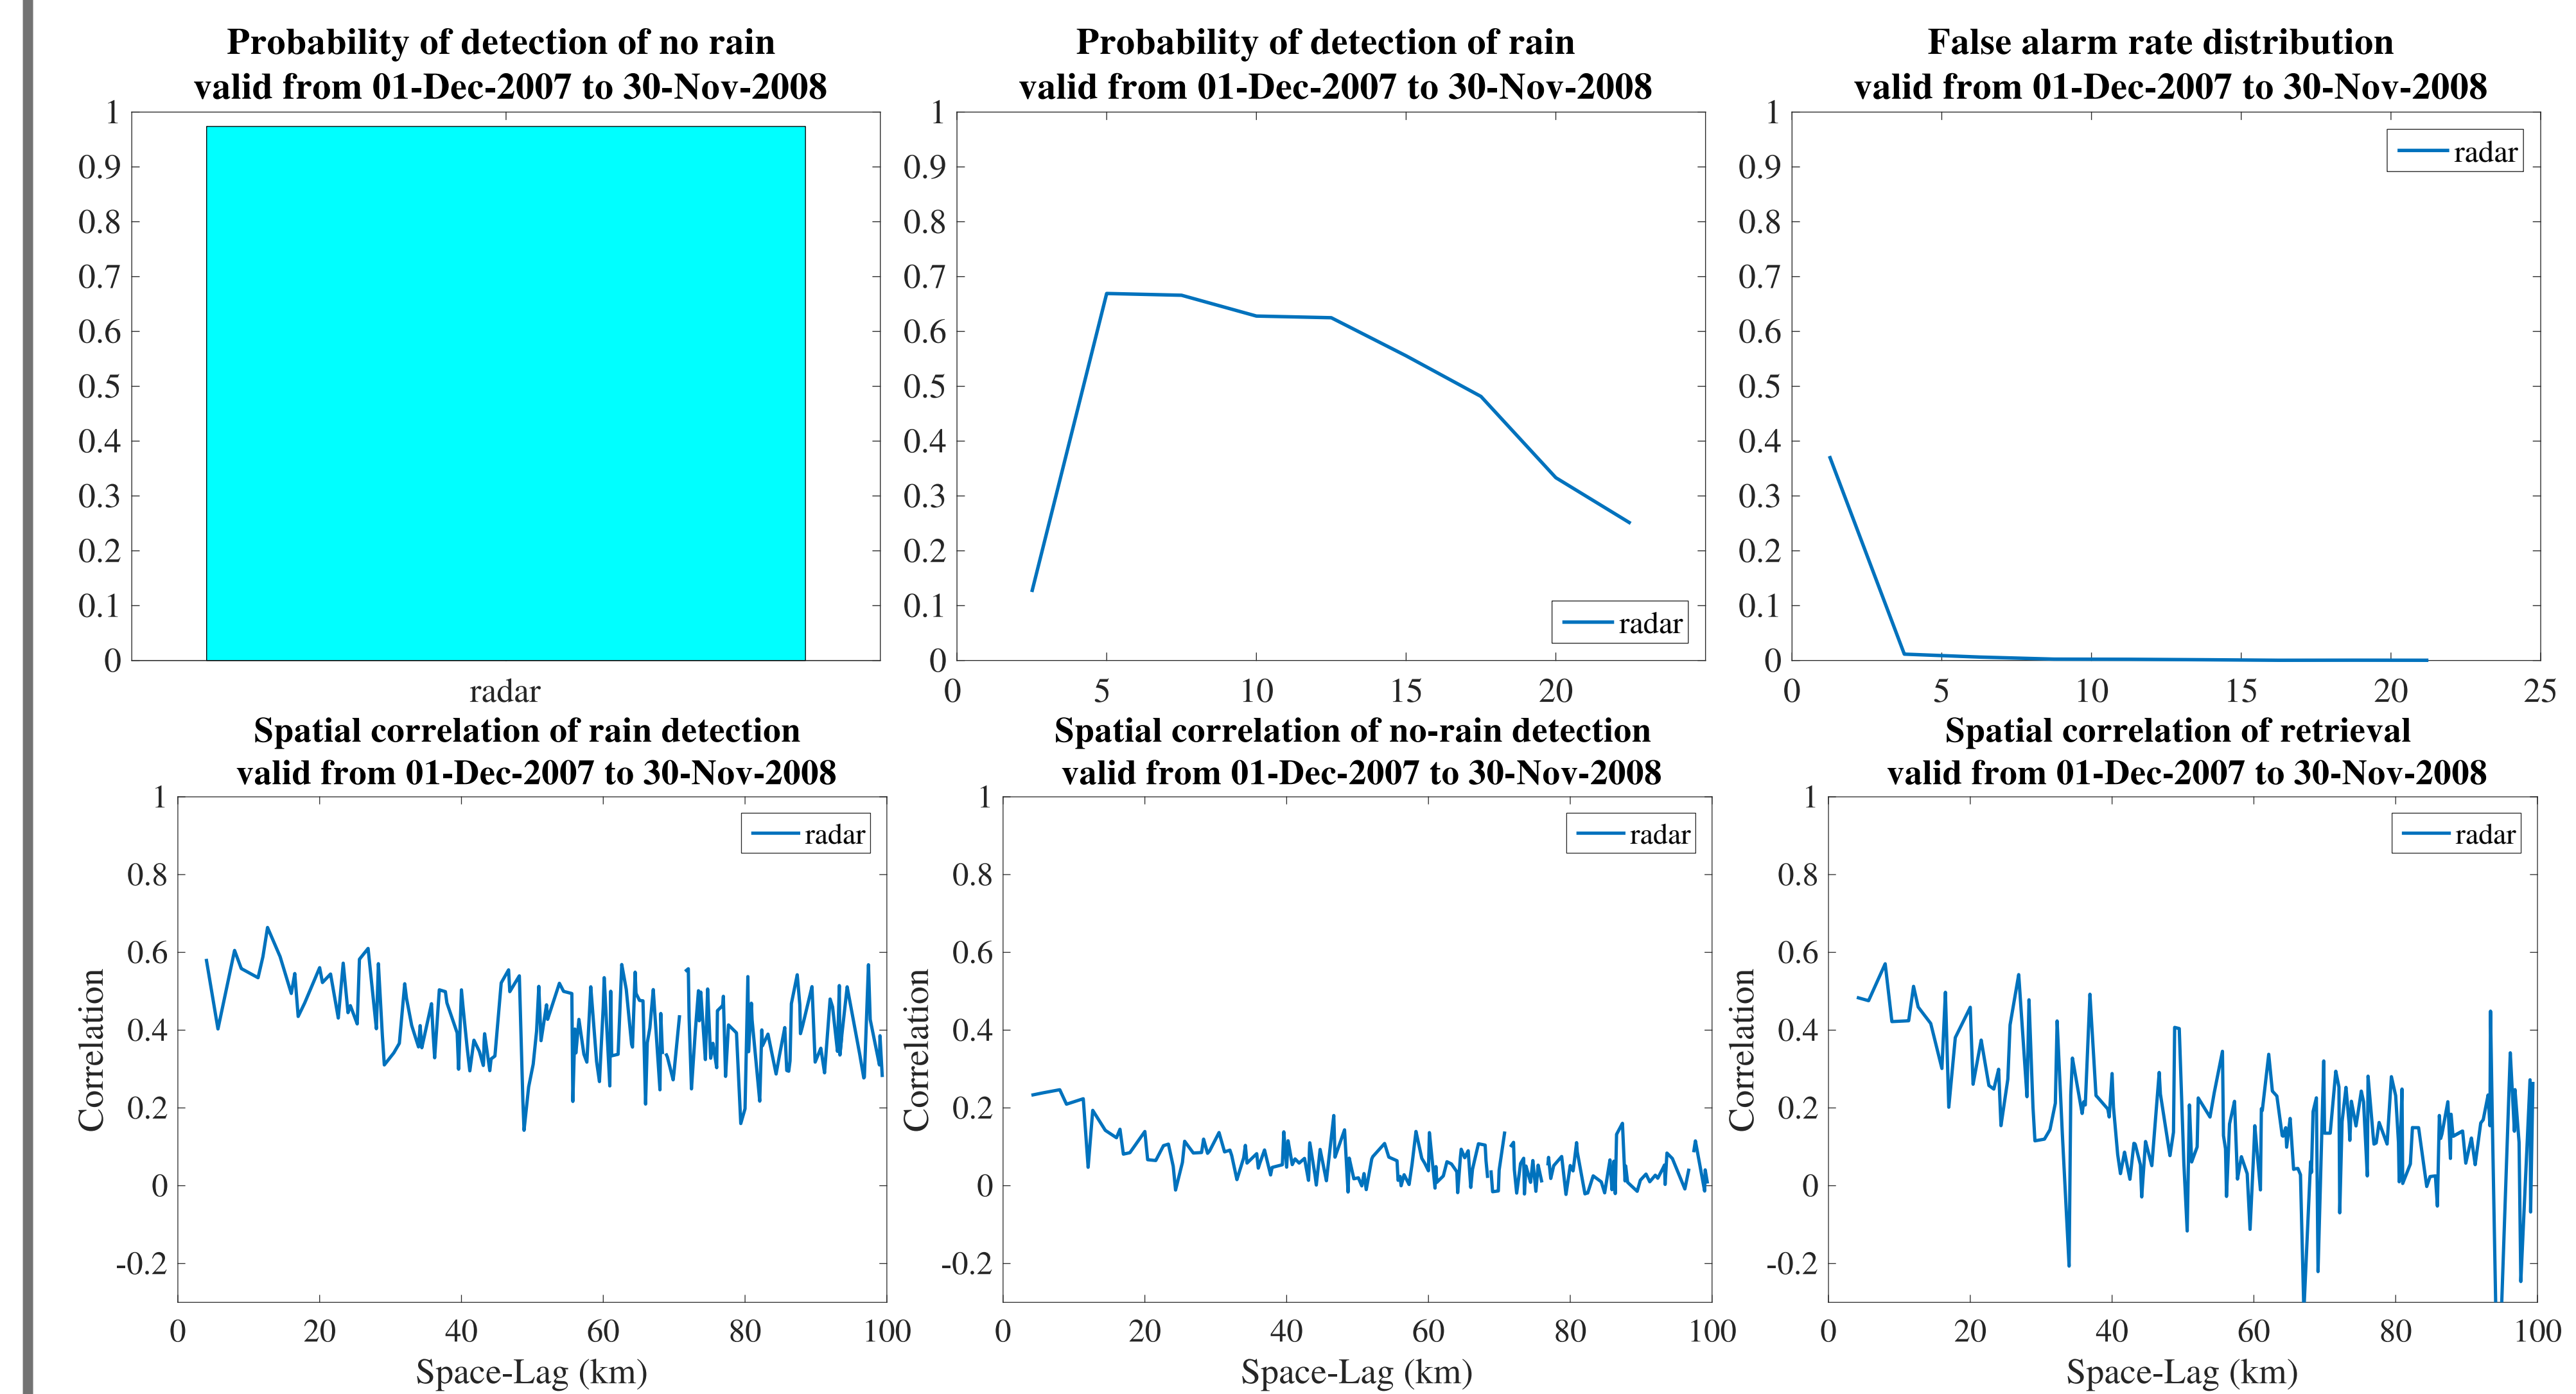 Probability of detection of no rain
valid from 01-Dec-2007 to 30-Nov-2008
1
0.9
0.8
0.7
0.6
0.5
0.4
0.3
0.2
0.1
0
radar
Probability of detection of rain
valid from 01-Dec-2007 to 30-Nov-2008
1
0.9
0.8
0.7
0.6
0.5
0.4
0.3
0.2
0.1
0
radar
0 5 10 15 20
False alarm rate distribution
valid from 01-Dec-2007 to 30-Nov-2008
radar
1
0.9
0.8
0.7
0.6
0.5
0.4
0.3
0.2
0.1
0
0 5 10 15 20 25
Spatial correlation of rain detection
valid from 01-Dec-2007 to 30-Nov-2008
radar
1
0.8
0.6
0.4
0.2
0
-0.2
Correlation
0 20 40 60 80 100
Space-Lag (km)
Spatial correlation of no-rain detection
valid from 01-Dec-2007 to 30-Nov-2008
radar
1
0.8
0.6
0.4
0.2
0
-0.2
Correlation
0 20 40 60 80 100
Space-Lag (km)
Spatial correlation of retrieval
valid from 01-Dec-2007 to 30-Nov-2008
radar
1
0.8
0.6
0.4
0.2
0
-0.2
Correlation
0 20 40 60 80 100
Space-Lag (km)